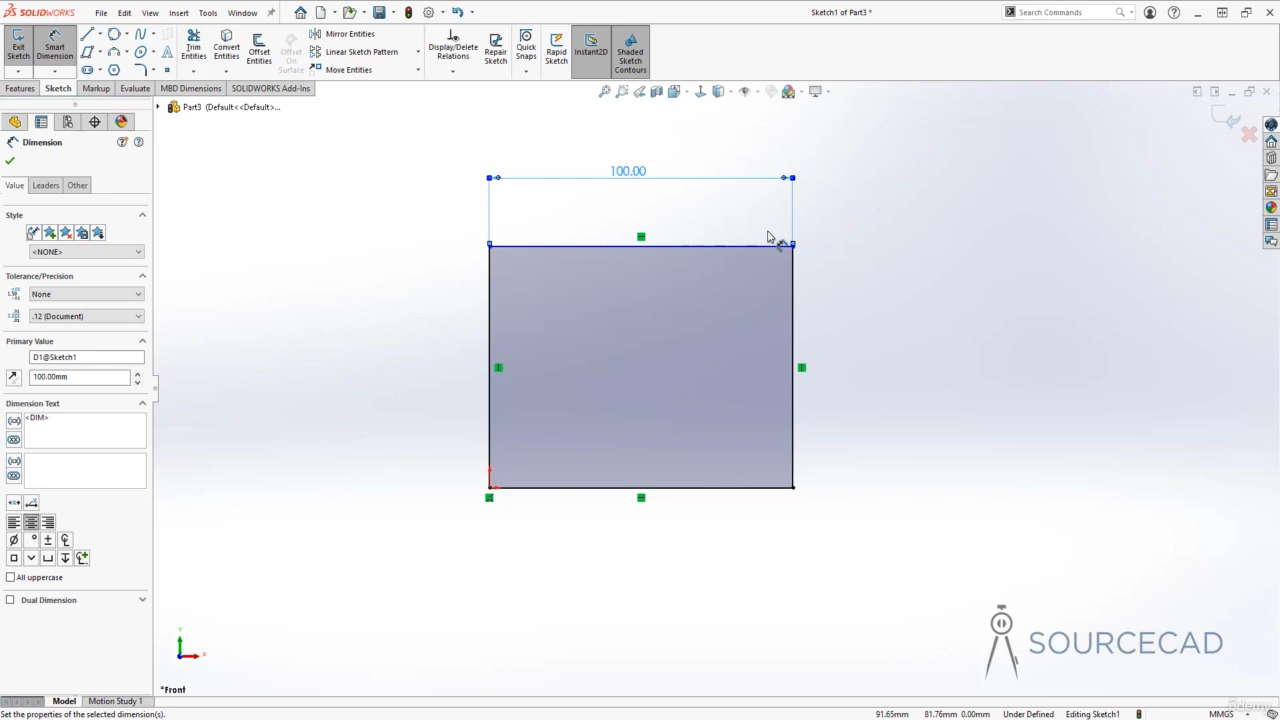 SOLIDWORKS
File
Edit
View
Insert
Tools
Window
Sketch1 of Part3 *
Search Commands
Exit Sketch
Smart Dimension
Trim Entities
Convert Entities
Offset Entities
Offset On Surface
Mirror Entities
Linear Sketch Pattern
Move Entities
Display/Delete Relations
Repair Sketch
Quick Snaps
Rapid Sketch
Instant2D
Shaded Sketch Contours
Features
Sketch
Markup
Evaluate
MBD Dimensions
SOLIDWORKS Add-Ins
Part3 (Default<<Default>...
Dimension
Value
Leaders
Other
Style
<NONE>
Tolerance/Precision
None
.12 (Document)
Primary Value
D1@Sketch1
100.00mm
Dimension Text
<DIM>
All uppercase
Dual Dimension
100.00
Y
X
*Front
SOURCECAD
Model
Motion Study 1
Set the properties of the selected dimension(s).
91.65mm
81.76mm 0.00mm
Under Defined
Editing Sketch1
MMGS
udemy